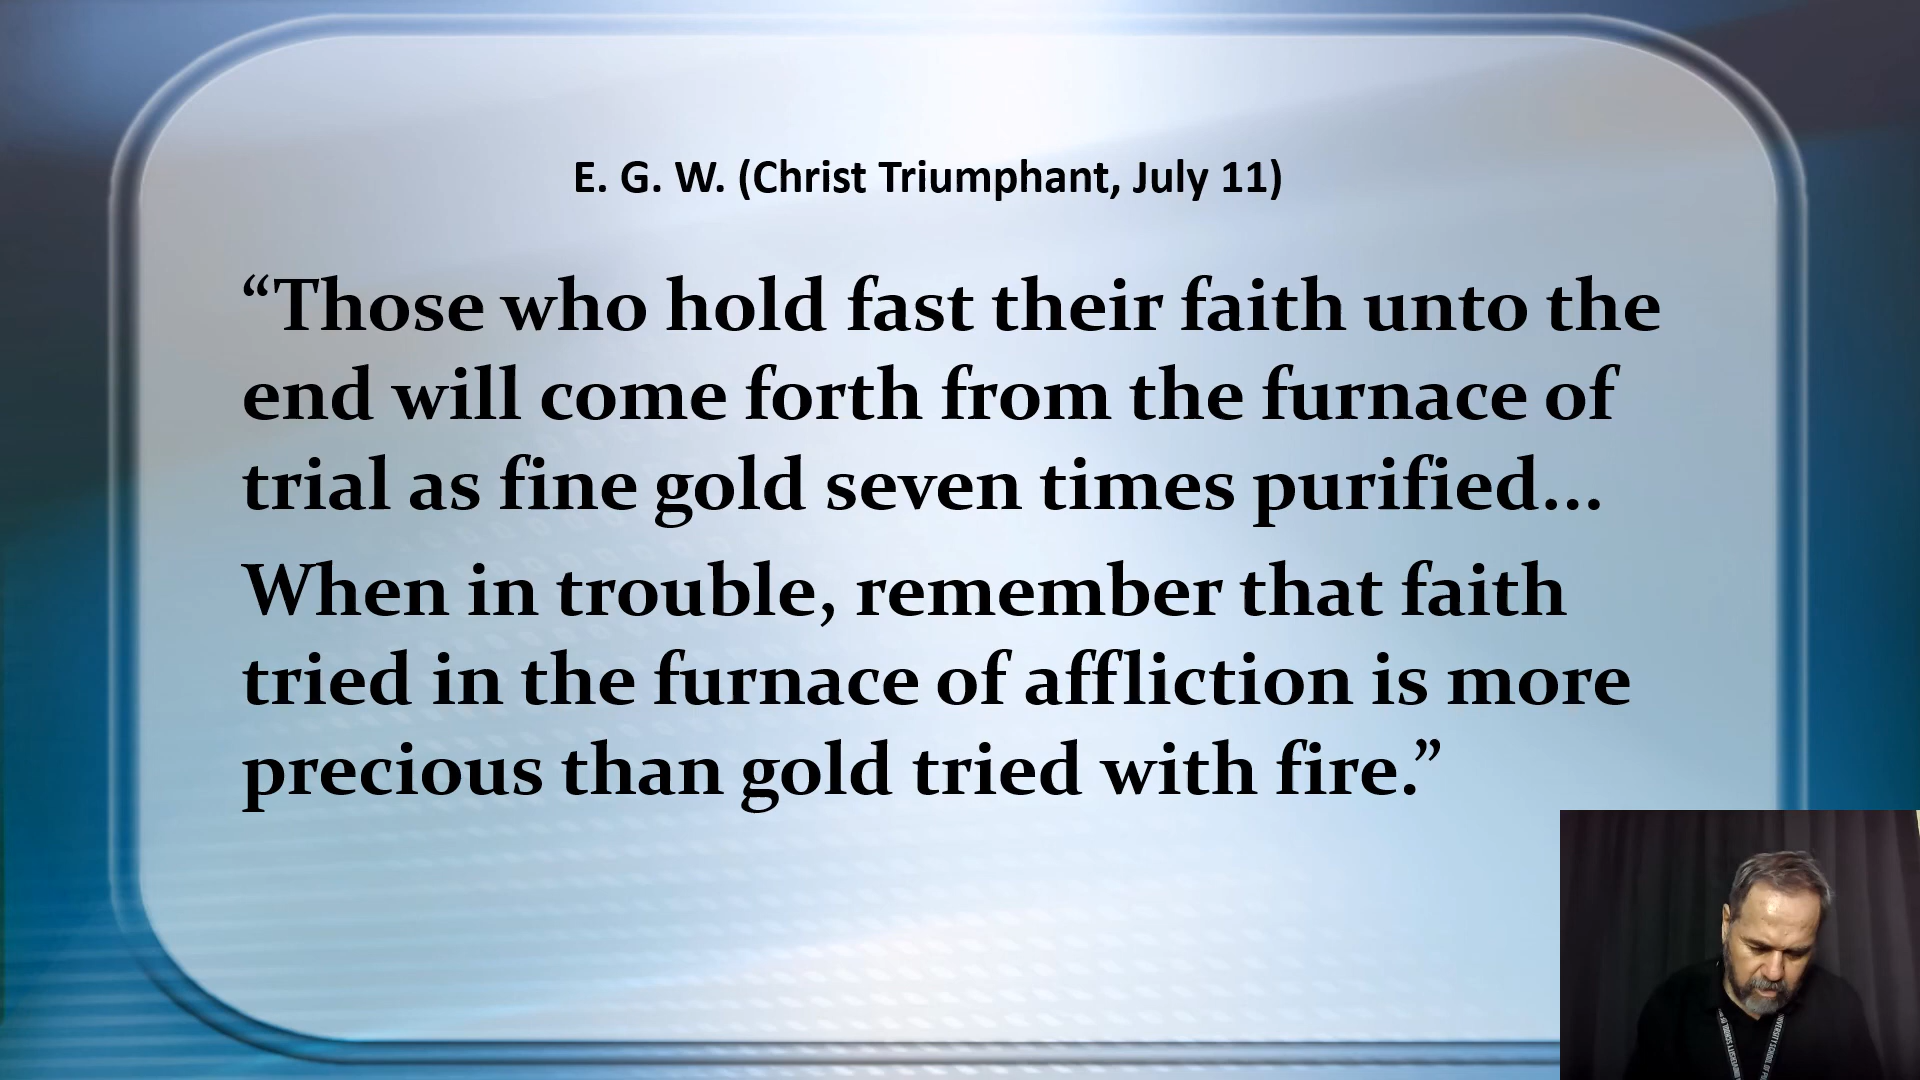 E. G. W. (Christ Triumphant, July 11)
“Those who hold fast their faith unto the
end will come forth from the furnace of
trial as fine gold seven times purified…
When in trouble, remember that faith
tried in the furnace of affliction is more
precious than gold tried with fire.”